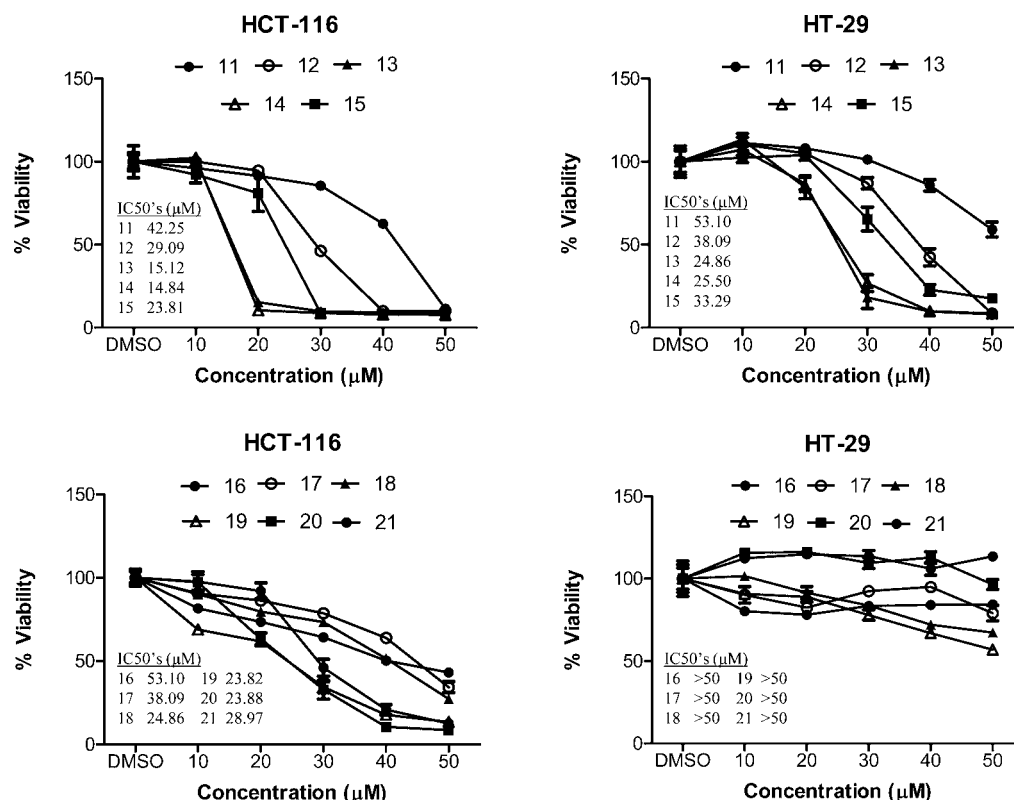 HCT-116
11 12 13
14 15
150
100
50
0
% Viability
IC50's (μM)
11 42.25
12 29.09
13 15.12
14 14.84
15 23.81
DMSO 10 20 30 40 50
Concentration (μM)
HT-29
11 12 13
14 15
150
100
50
0
% Viability
IC50's (μM)
11 53.10
12 38.09
13 24.86
14 25.50
15 33.29
DMSO 10 20 30 40 50
Concentration (μM)
HCT-116
16 17 18
19 20 21
150
100
50
0
% Viability
IC50's (μM)
16 53.10 19 23.82
17 38.09 20 23.88
18 24.86 21 28.97
DMSO 10 20 30 40 50
Concentration (μM)
HT-29
16 17 18
19 20 21
150
100
50
0
% Viability
IC50's (μM)
16 >50 19 >50
17 >50 20 >50
18 >50 21 >50
DMSO 10 20 30 40 50
Concentration (μM)